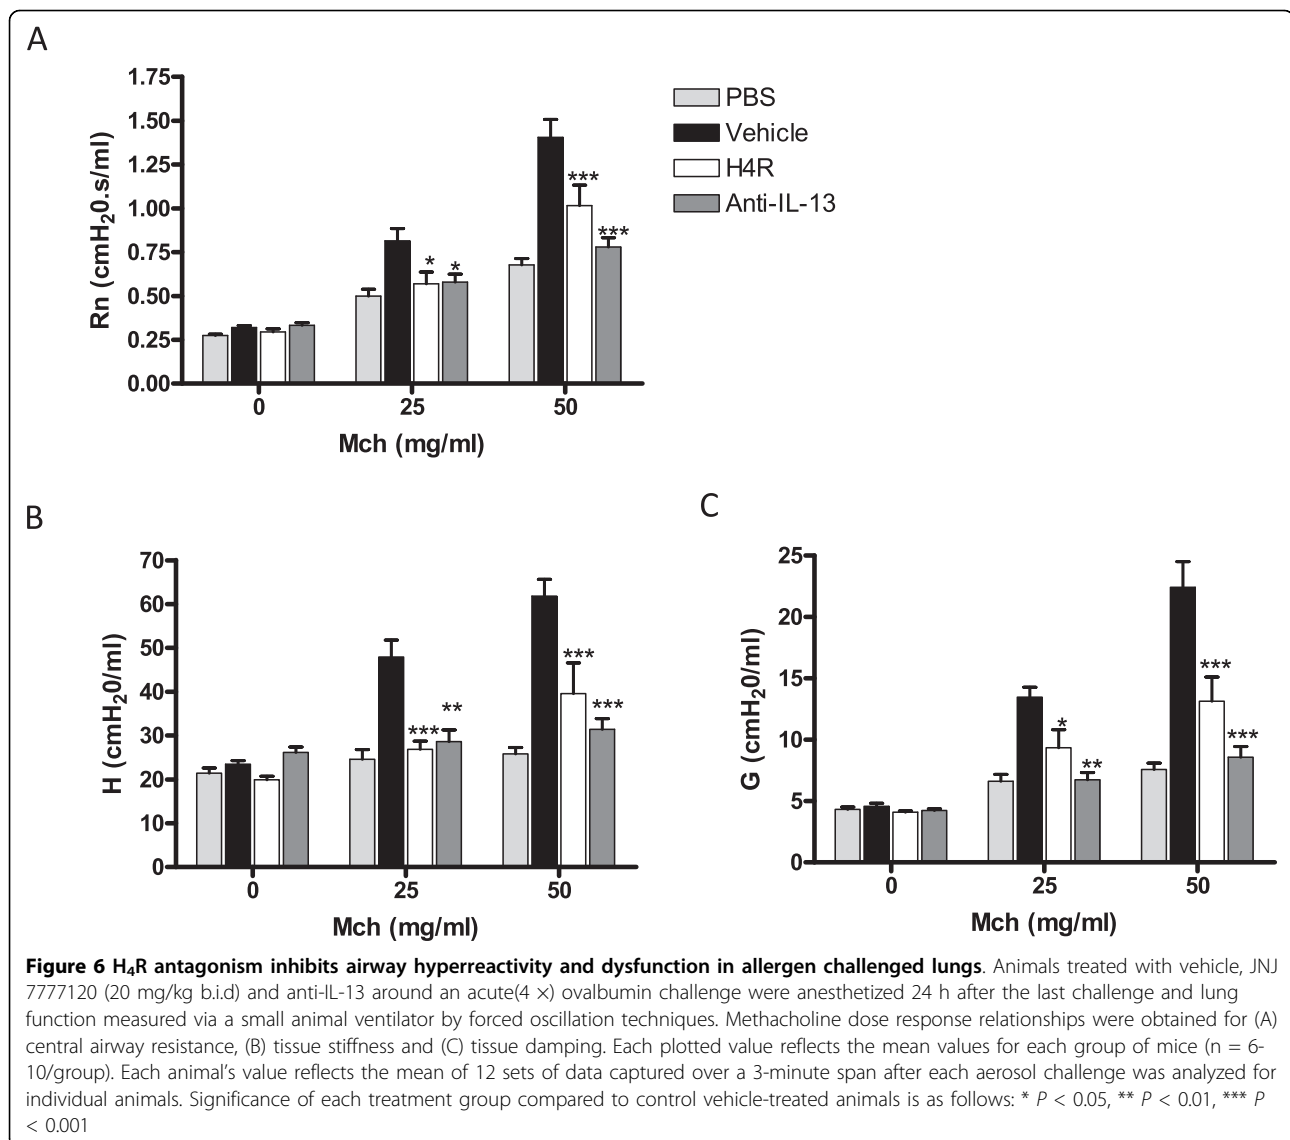 A
1.75
1.50
1.25
1.00
0.75
0.50
0.25
0.00
Rn (cmH₂0.s/ml)
***
***
* *
0 25 50
Mch (mg/ml)
PBS
Vehicle
H4R
Anti-IL-13
B
70
60
50
40
30
20
10
0
H (cmH₂0/ml)
***
**
***
***
0 25 50
Mch (mg/ml)
C
25
20
15
10
5
0
G (cmH₂0/ml)
***
*
***
**
0 25 50
Mch (mg/ml)
Figure 6 H₄R antagonism inhibits airway hyperreactivity and dysfunction in allergen challenged lungs. Animals treated with vehicle, JNJ
7777120 (20 mg/kg b.i.d) and anti-IL-13 around an acute(4 ×) ovalbumin challenge were anesthetized 24 h after the last challenge and lung
function measured via a small animal ventilator by forced oscillation techniques. Methacholine dose response relationships were obtained for (A)
central airway resistance, (B) tissue stiffness and (C) tissue damping. Each plotted value reflects the mean values for each group of mice (n = 6-
10/group). Each animal's value reflects the mean of 12 sets of data captured over a 3-minute span after each aerosol challenge was analyzed for
individual animals. Significance of each treatment group compared to control vehicle-treated animals is as follows: * P < 0.05, ** P < 0.01, *** P
< 0.001